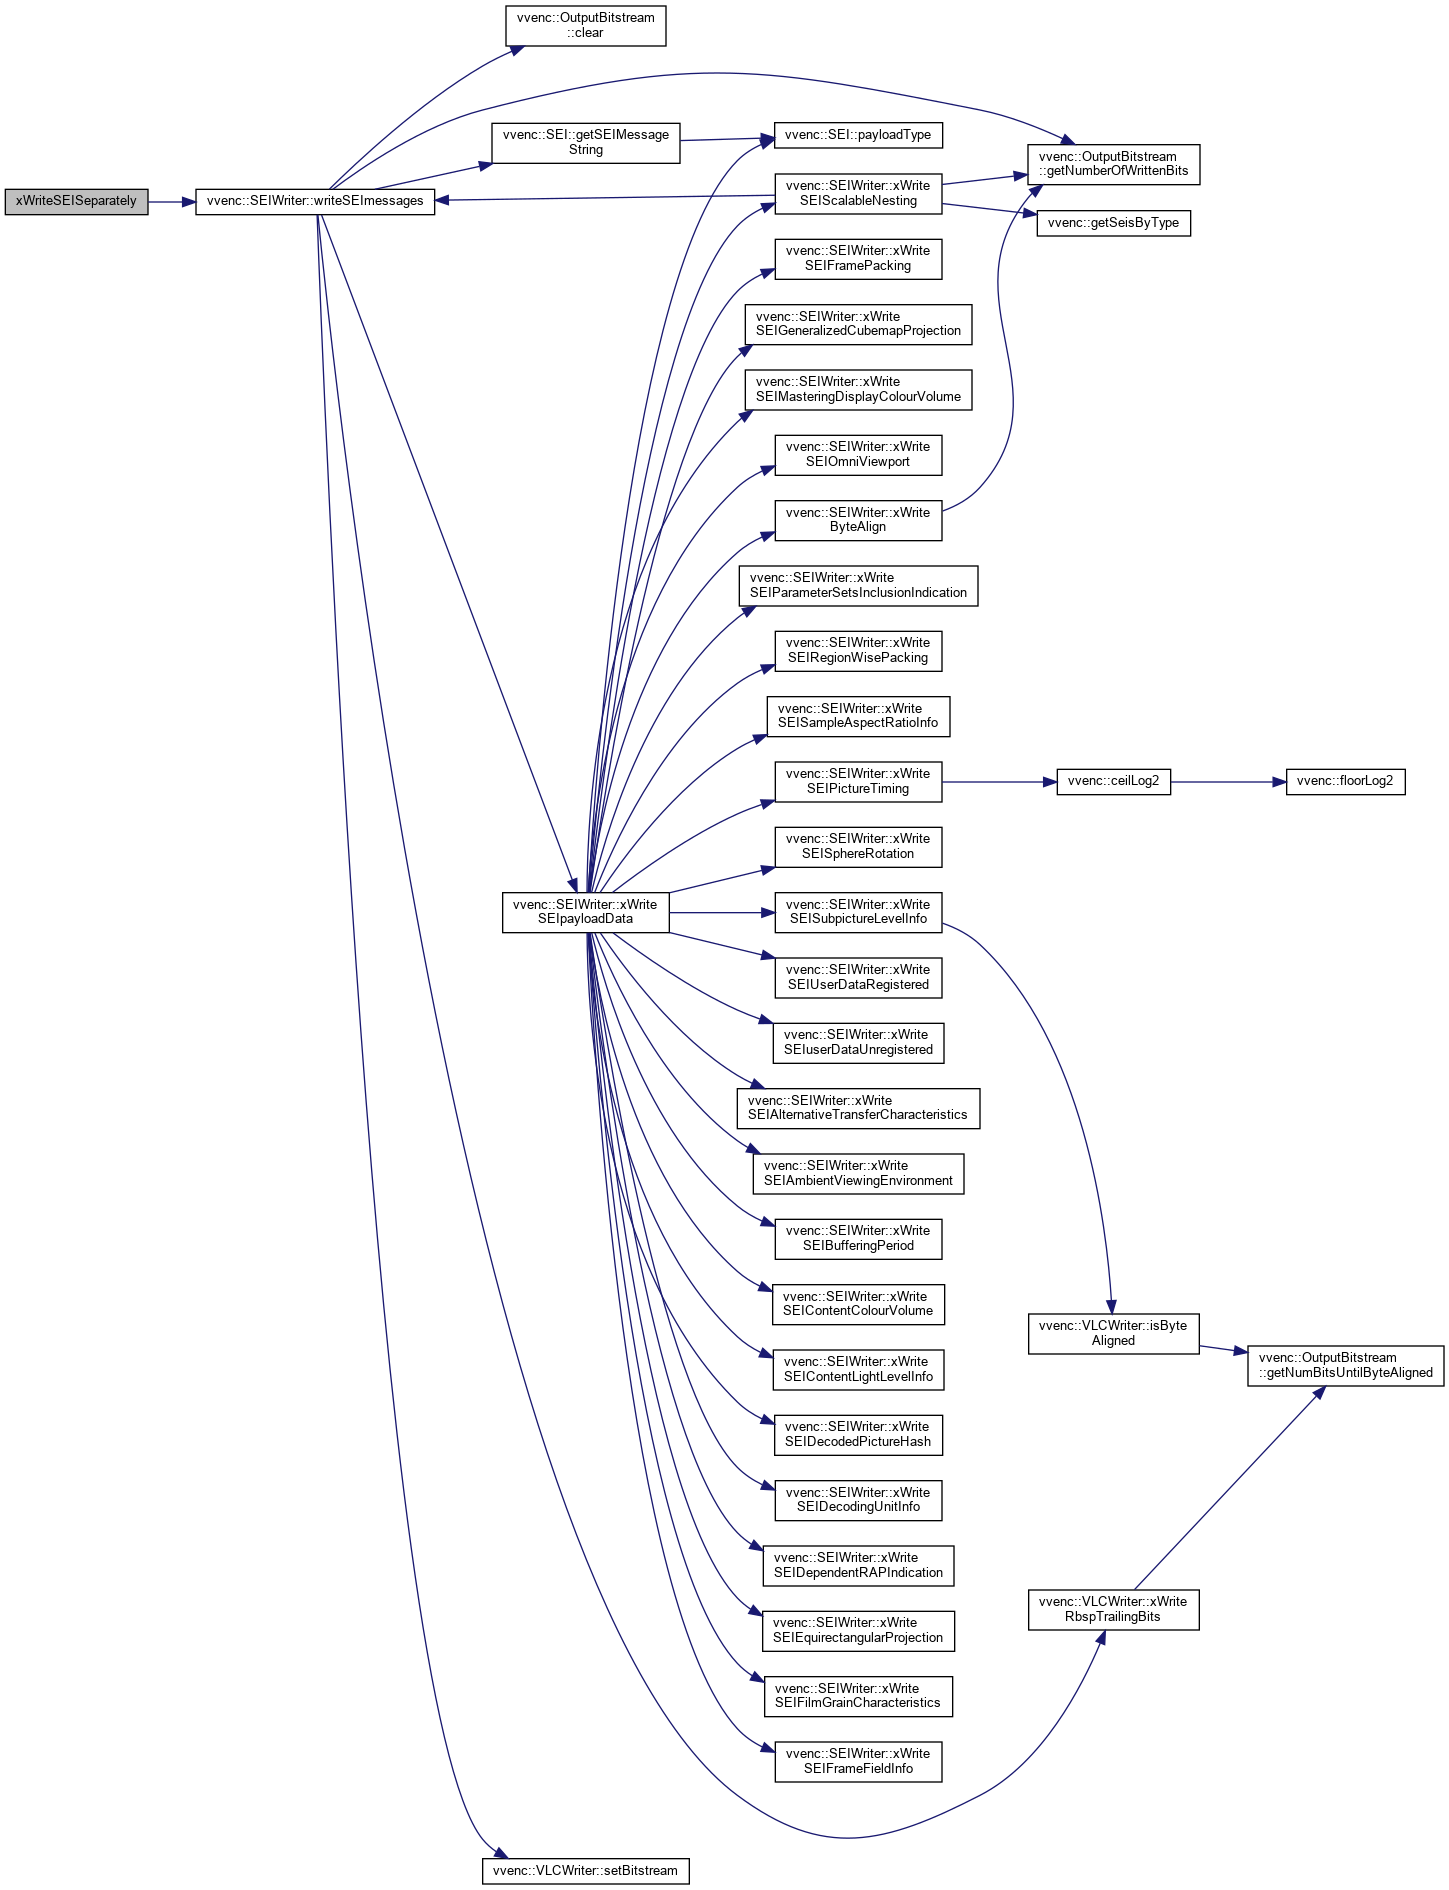 vvenc::OutputBitstream
::clear
vvenc::SEI::getSEIMessage
String
vvenc::SEI::payloadType
vvenc::OutputBitstream
::getNumberOfWrittenBits
xWriteSEISeparately
vvenc::SEIWriter::writeSEImessages
vvenc::SEIWriter::xWrite
SEIScalableNesting
vvenc::getSeisByType
vvenc::SEIWriter::xWrite
SEIFramePacking
vvenc::SEIWriter::xWrite
SEIGeneralizedCubemapProjection
vvenc::SEIWriter::xWrite
SEIMasteringDisplayColourVolume
vvenc::SEIWriter::xWrite
SEIOmniViewport
vvenc::SEIWriter::xWrite
ByteAlign
vvenc::SEIWriter::xWrite
SEIParameterSetsInclusionIndication
vvenc::SEIWriter::xWrite
SEIRegionWisePacking
vvenc::SEIWriter::xWrite
SEISampleAspectRatioInfo
vvenc::SEIWriter::xWrite
SEIPictureTiming
vvenc::ceilLog2
vvenc::floorLog2
vvenc::SEIWriter::xWrite
SEISphereRotation
vvenc::SEIWriter::xWrite
SEIpayloadData
vvenc::SEIWriter::xWrite
SEISubpictureLevelInfo
vvenc::SEIWriter::xWrite
SEIUserDataRegistered
vvenc::SEIWriter::xWrite
SEIuserDataUnregistered
vvenc::SEIWriter::xWrite
SEIAlternativeTransferCharacteristics
vvenc::SEIWriter::xWrite
SEIAmbientViewingEnvironment
vvenc::SEIWriter::xWrite
SEIBufferingPeriod
vvenc::SEIWriter::xWrite
SEIContentColourVolume
vvenc::VLCWriter::isByte
Aligned
vvenc::OutputBitstream
::getNumBitsUntilByteAligned
vvenc::SEIWriter::xWrite
SEIContentLightLevelInfo
vvenc::SEIWriter::xWrite
SEIDecodedPictureHash
vvenc::SEIWriter::xWrite
SEIDecodingUnitInfo
vvenc::SEIWriter::xWrite
SEIDependentRAPIndication
vvenc::VLCWriter::xWrite
RbspTrailingBits
vvenc::SEIWriter::xWrite
SEIEquirectangularProjection
vvenc::SEIWriter::xWrite
SEIFilmGrainCharacteristics
vvenc::SEIWriter::xWrite
SEIFrameFieldInfo
vvenc::VLCWriter::setBitstream